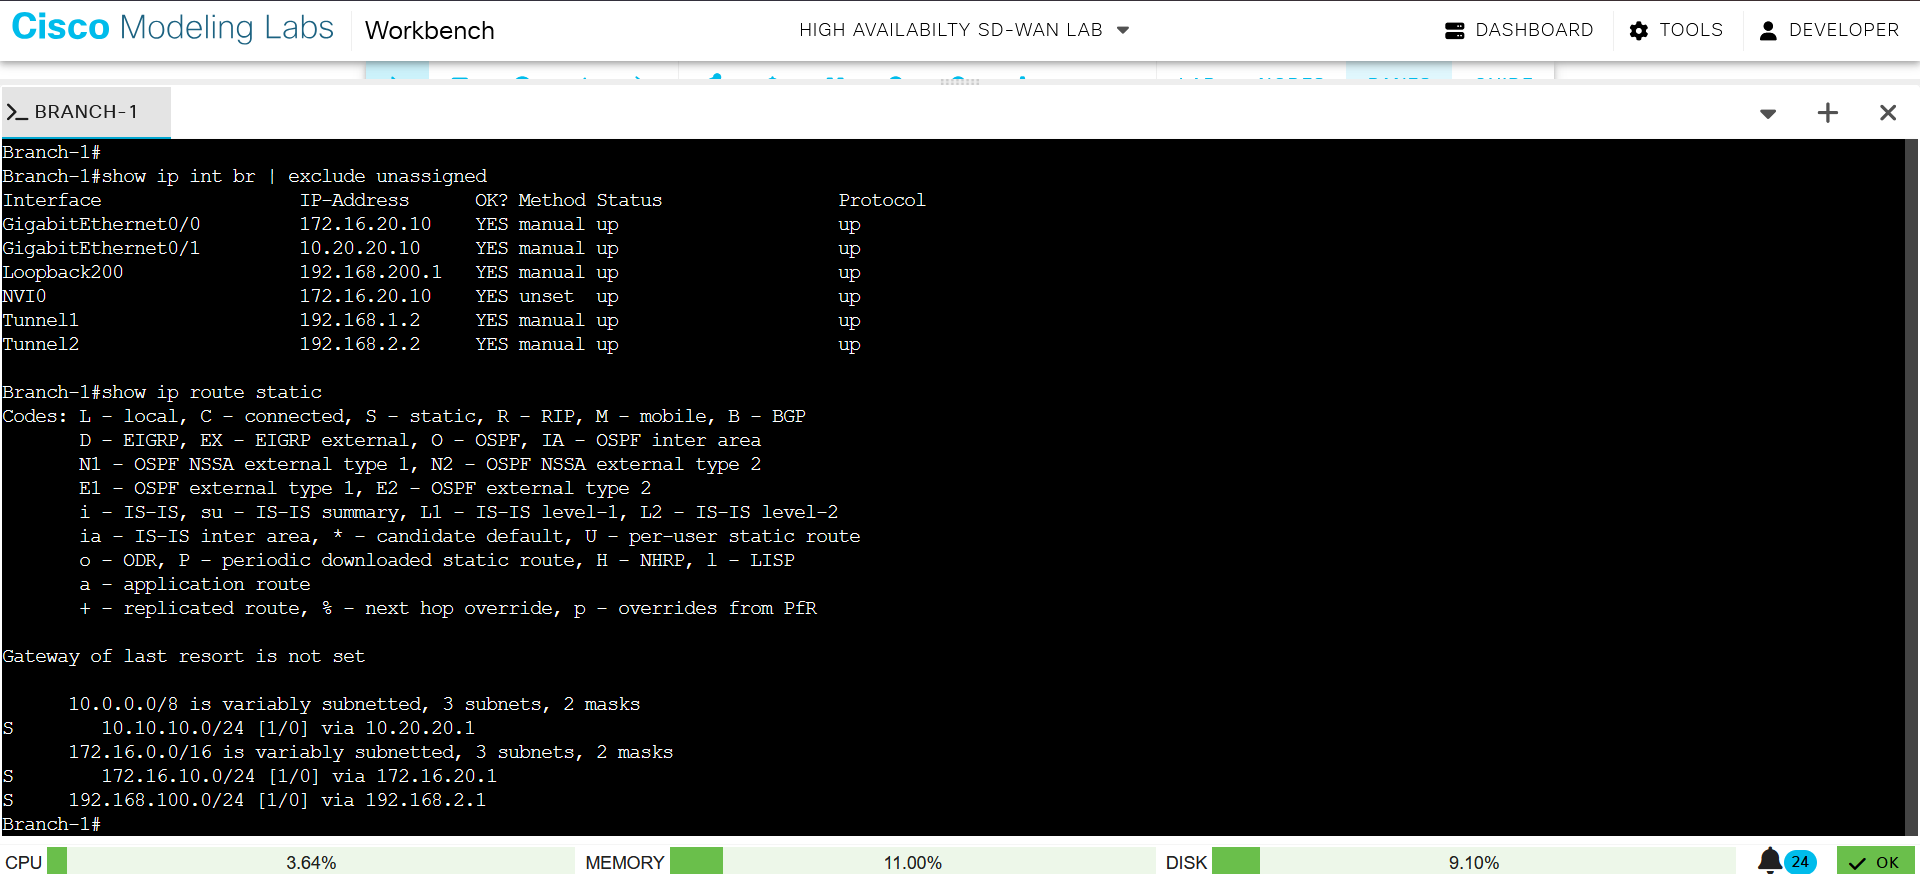 Cisco Modeling Labs Workbench HIGH AVAILABILTY SD-WAN LAB DASHBOARD TOOLS DEVELOPER
BRANCH-1
Branch-1#
Branch-1#show ip int br | exclude unassigned
Interface IP-Address OK? Method Status Protocol
GigabitEthernet0/0 172.16.20.10 YES manual up up
GigabitEthernet0/1 10.20.20.10 YES manual up up
Loopback200 192.168.200.1 YES manual up up
NVI0 172.16.20.10 YES unset up up
Tunnel1 192.168.1.2 YES manual up up
Tunnel2 192.168.2.2 YES manual up up
Branch-1#show ip route static
Codes: L - local, C - connected, S - static, R - RIP, M - mobile, B - BGP
D - EIGRP, EX - EIGRP external, O - OSPF, IA - OSPF inter area
N1 - OSPF NSSA external type 1, N2 - OSPF NSSA external type 2
E1 - OSPF external type 1, E2 - OSPF external type 2
i - IS-IS, su - IS-IS summary, L1 - IS-IS level-1, L2 - IS-IS level-2
ia - IS-IS inter area, * - candidate default, U - per-user static route
o - ODR, P - periodic downloaded static route, H - NHRP, l - LISP
a - application route
+ - replicated route, % - next hop override, p - overrides from PfR
Gateway of last resort is not set
10.0.0.0/8 is variably subnetted, 3 subnets, 2 masks
S 10.10.10.0/24 [1/0] via 10.20.20.1
172.16.0.0/16 is variably subnetted, 3 subnets, 2 masks
S 172.16.10.0/24 [1/0] via 172.16.20.1
S 192.168.100.0/24 [1/0] via 192.168.2.1
Branch-1#
CPU 3.64% MEMORY 11.00% DISK 9.10% 24 OK